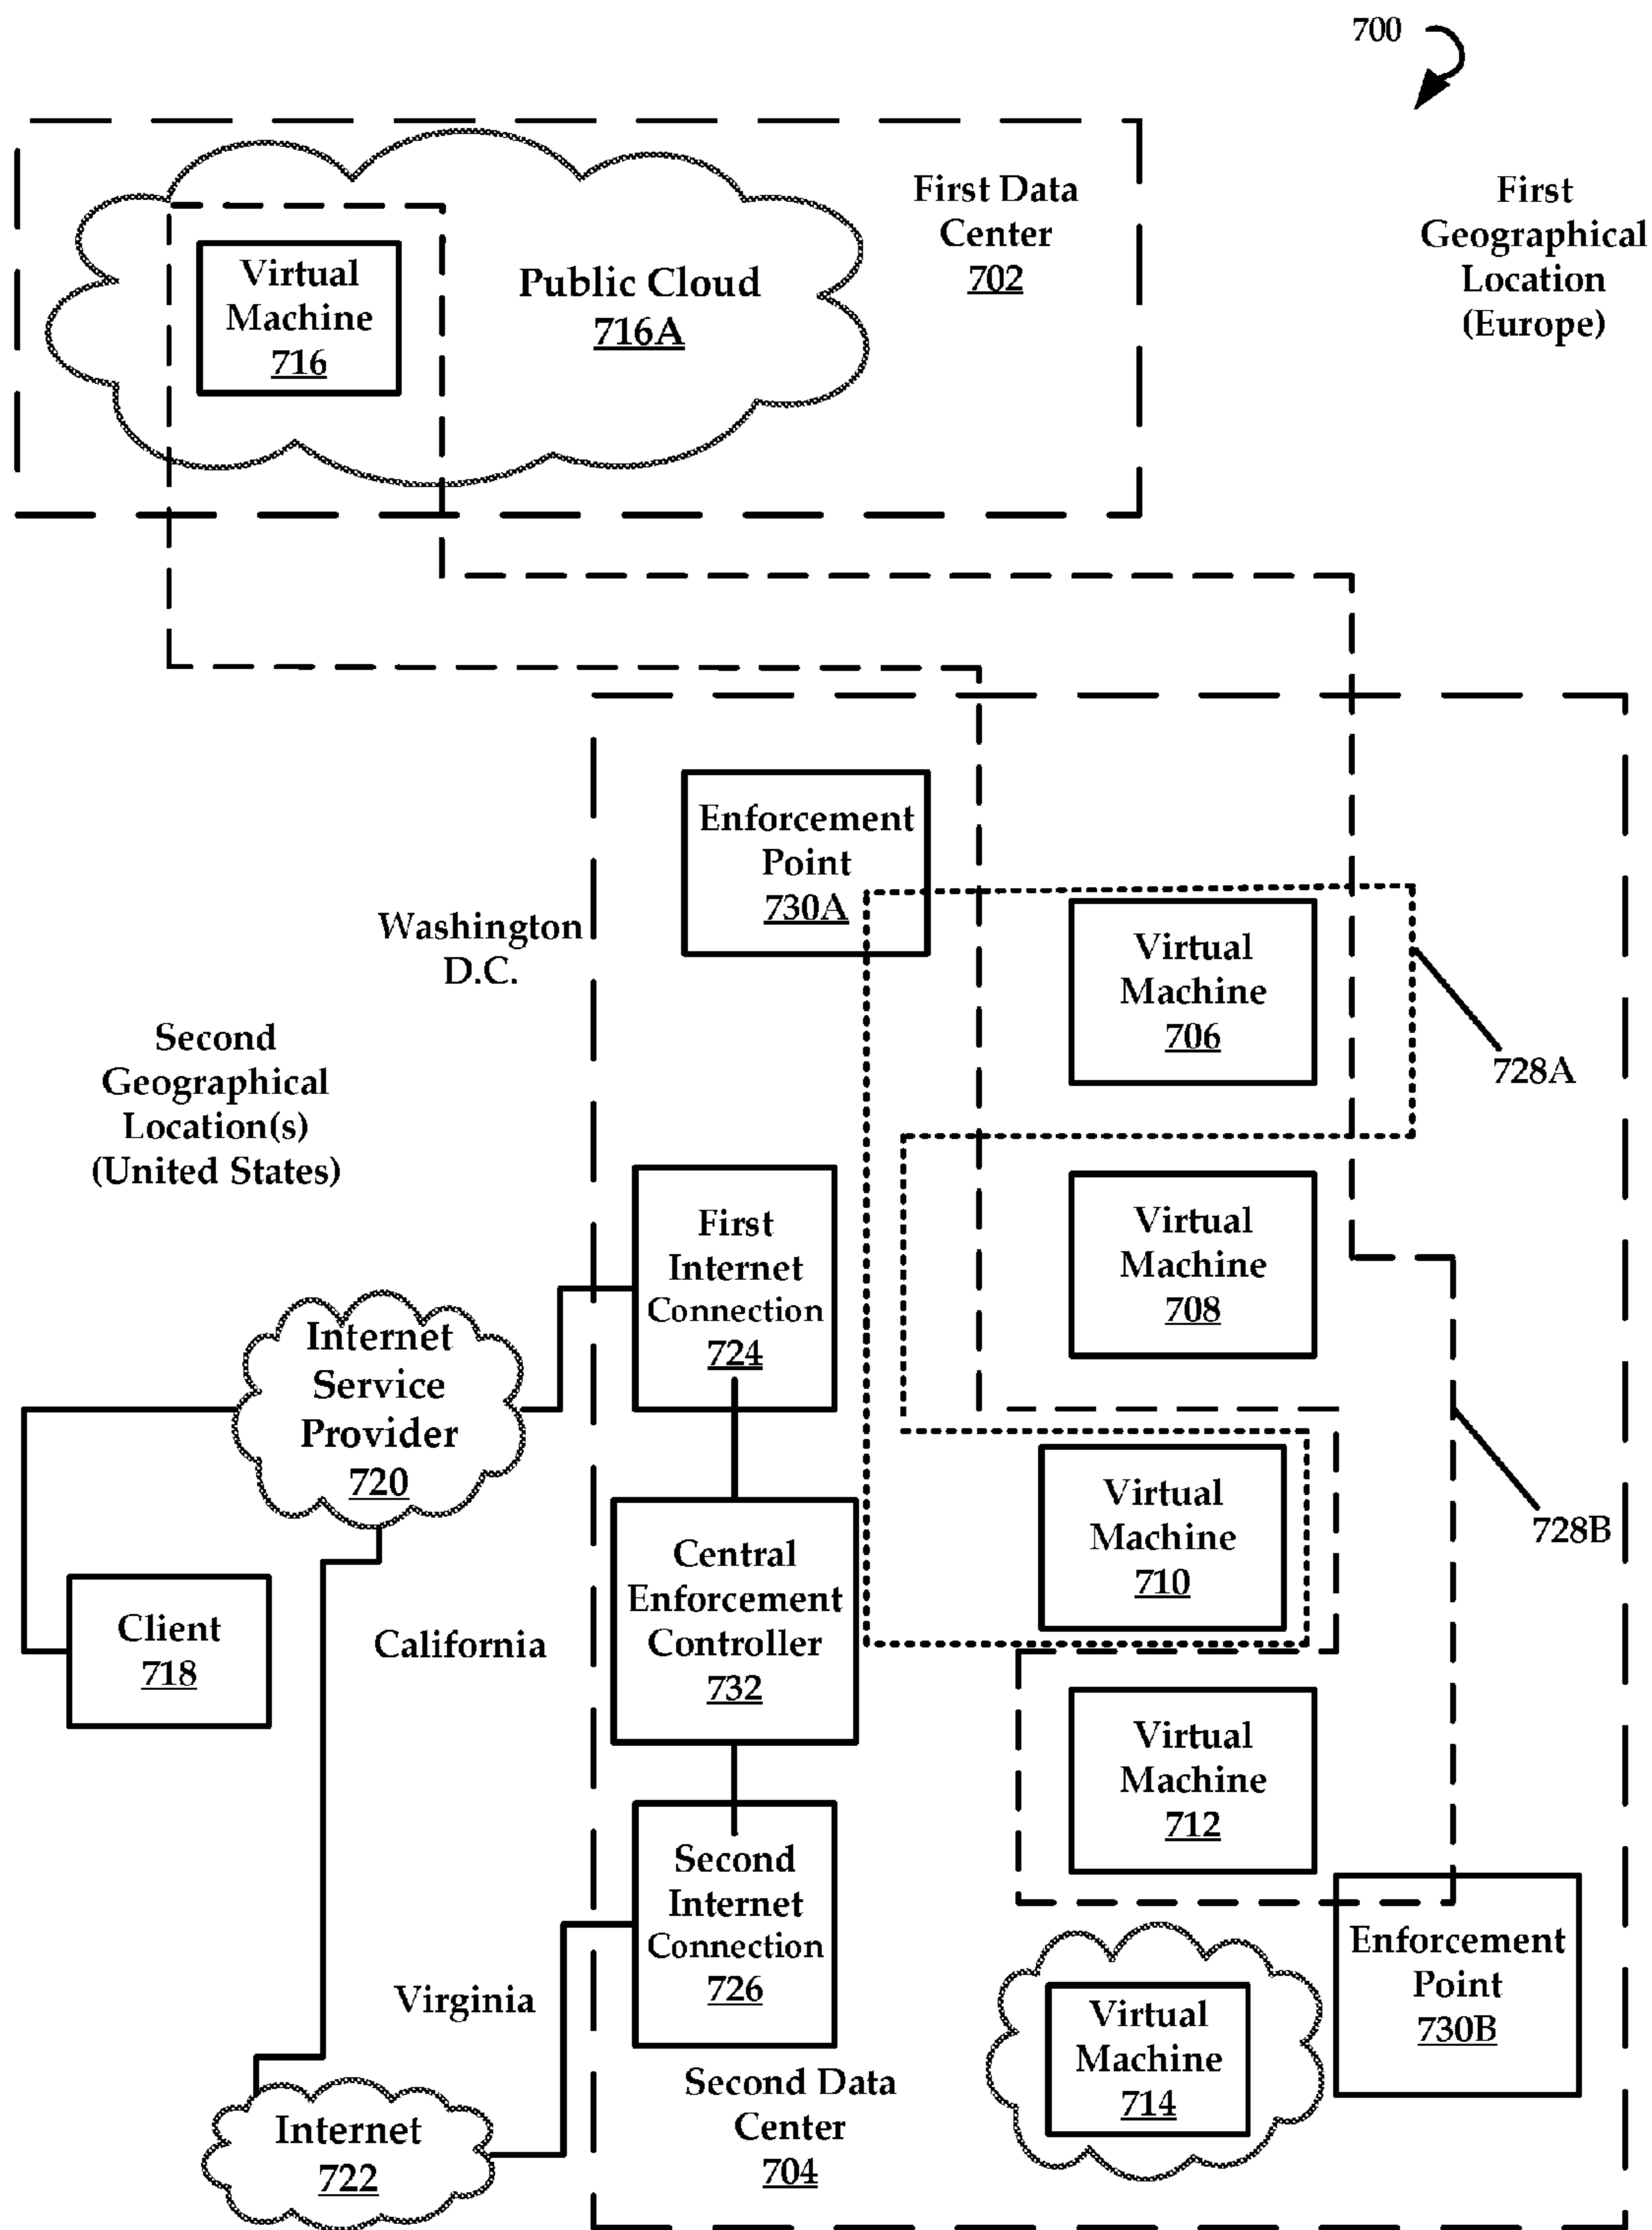 700
First Data
Center
702
First
Geographical
Location
(Europe)
Virtual
Machine
716
Public Cloud
716A
Enforcement
Point
730A
Washington
D.C.
Virtual
Machine
706
728A
Second
Geographical
Location(s)
(United States)
First
Internet
Connection
724
Virtual
Machine
708
Internet
Service
Provider
720
Virtual
Machine
710
728B
Central
Enforcement
Controller
732
Client
718
California
Virtual
Machine
712
Second
Internet
Connection
726
Virginia
Enforcement
Point
730B
Virtual
Machine
714
Second Data
Center
704
Internet
722